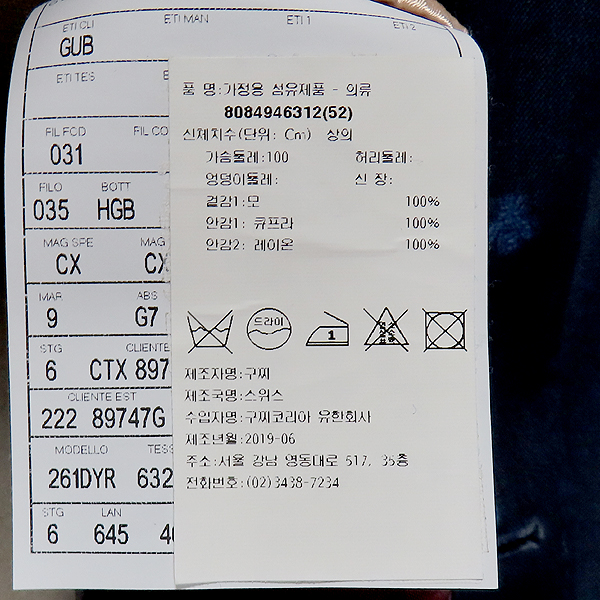 ETI CLI ETI MAN ETI 1 ETI 2
GUB
ETI TES
FIL FOD FIL CO
031
FILO BOTT
035 HGB
MAG SPE MAG
CX CX
MAR ABS
9 G7
STG CLIENTE
6 CTX 897
CLIENTE EST
222 89747G
MODELLO TESS
261DYR 632
STG LAN
6 645
품 명:가정용 섬유제품 - 의류
8084946312(52)
신체치수(단위: Cm) 상의
가슴둘레:100 허리둘레:
엉덩이둘레: 신 장:
겉감1:모 100%
안감1: 큐프라 100%
안감2: 레이온 100%
드라이
1
제조자명:구찌
제조국명:스위스
수입자명:구찌코리아 유한회사
제조년월:2019-06
주소:서울 강남 영동대로 517, 35층
전화번호:(02)3438-7234